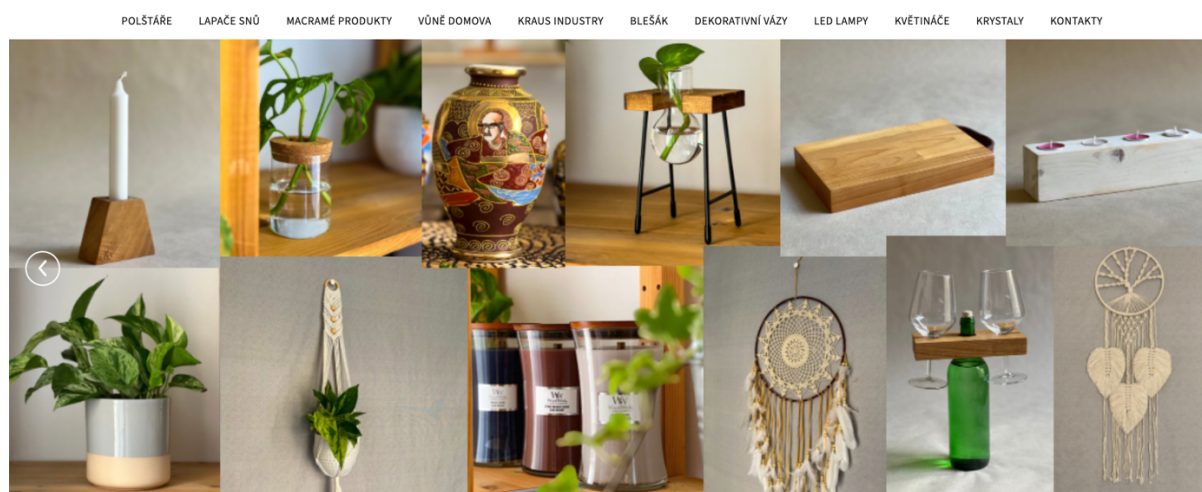 POLŠTÁŘE LAPAČE SNŮ MACRAMÉ PRODUKTY VŮNĚ DOMOVA KRAUS INDUSTRY BLEŠÁK DEKORATIVNÍ VÁZY LED LAMPY KVĚTINÁČE KRYSTALY KONTAKTY